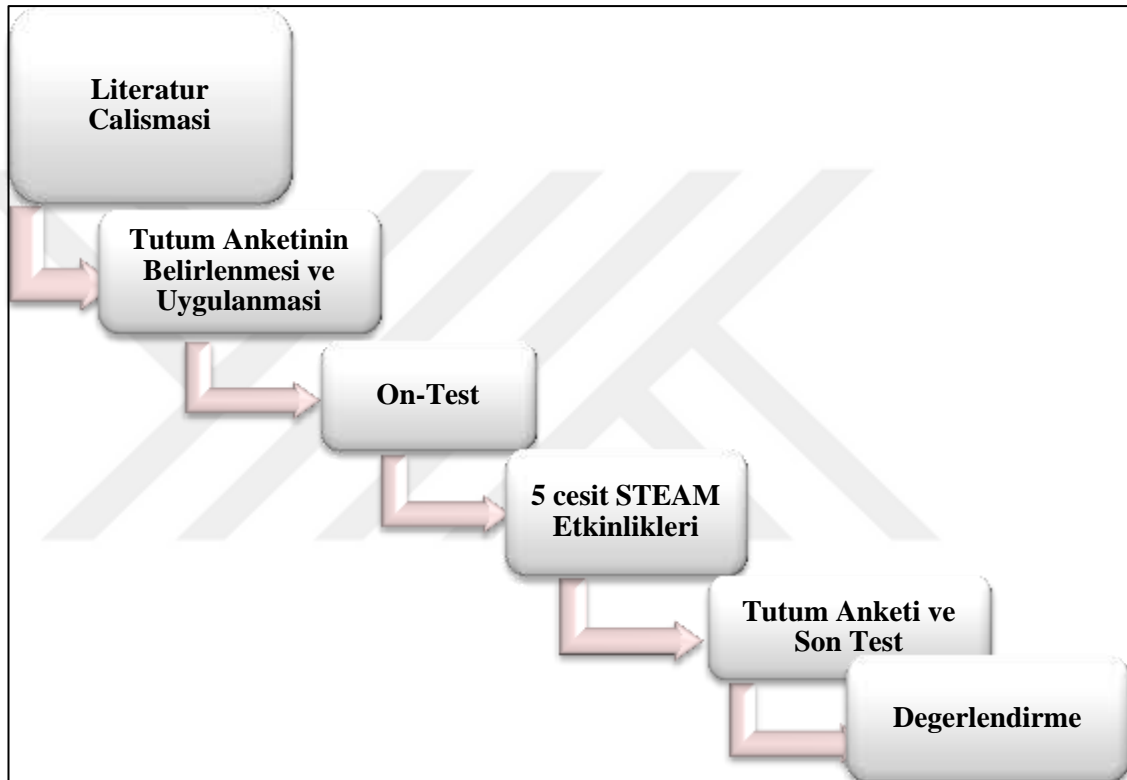 Literatur
Calismasi
Tutum Anketinin
Belirlenmesi ve
Uygulanmasi
On-Test
5 cesit STEAM
Etkinlikleri
Tutum Anketi ve
Son Test
Degerlendirme